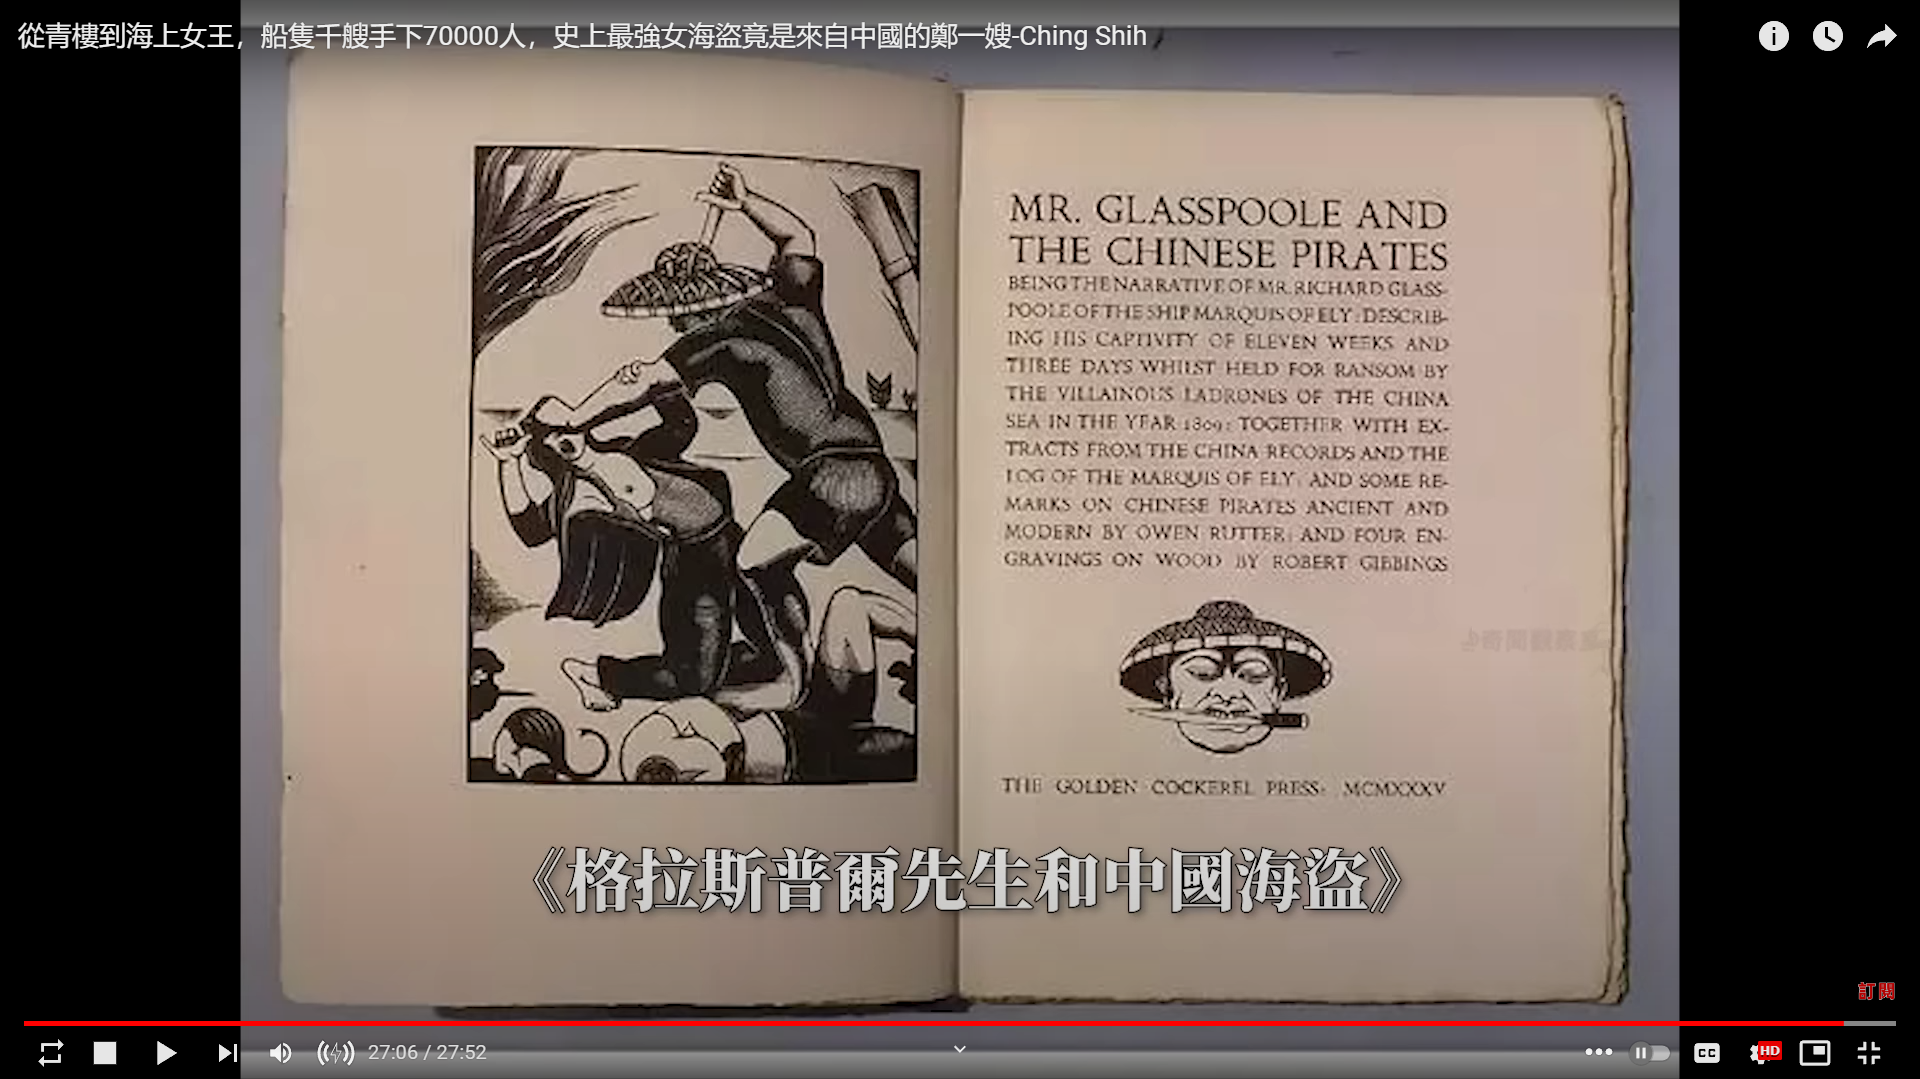 從青樓到海上女王，船隻千艘手下70000人，史上最強女海盜竟是來自中國的鄭一嫂-Ching Shih
MR. GLASSPOOLE AND
THE CHINESE PIRATES
BEING THE NARRATIVE OF MR. RICHARD GLASS-
POOLE OF THE SHIP MARQUIS OF ELY: DESCRIB-
ING HIS CAPTIVITY OF ELEVEN WEEKS AND
THREE DAYS WHILST HELD FOR RANSOM BY
THE VILLAINOUS LADRONES OF THE CHINA
SEA IN THE YEAR 1809: TOGETHER WITH EX-
TRACTS FROM THE CHINA RECORDS AND THE
LOG OF THE MARQUIS OF ELY: AND SOME RE-
MARKS ON CHINESE PIRATES ANCIENT AND
MODERN BY OWEN RUTTER: AND FOUR EN-
GRAVINGS ON WOOD BY ROBERT GIBBINGS
THE GOLDEN COCKEREL PRESS: MCMXXXV
《格拉斯普爾先生和中國海盜》
訂閱
27:06 / 27:52
CC
HD